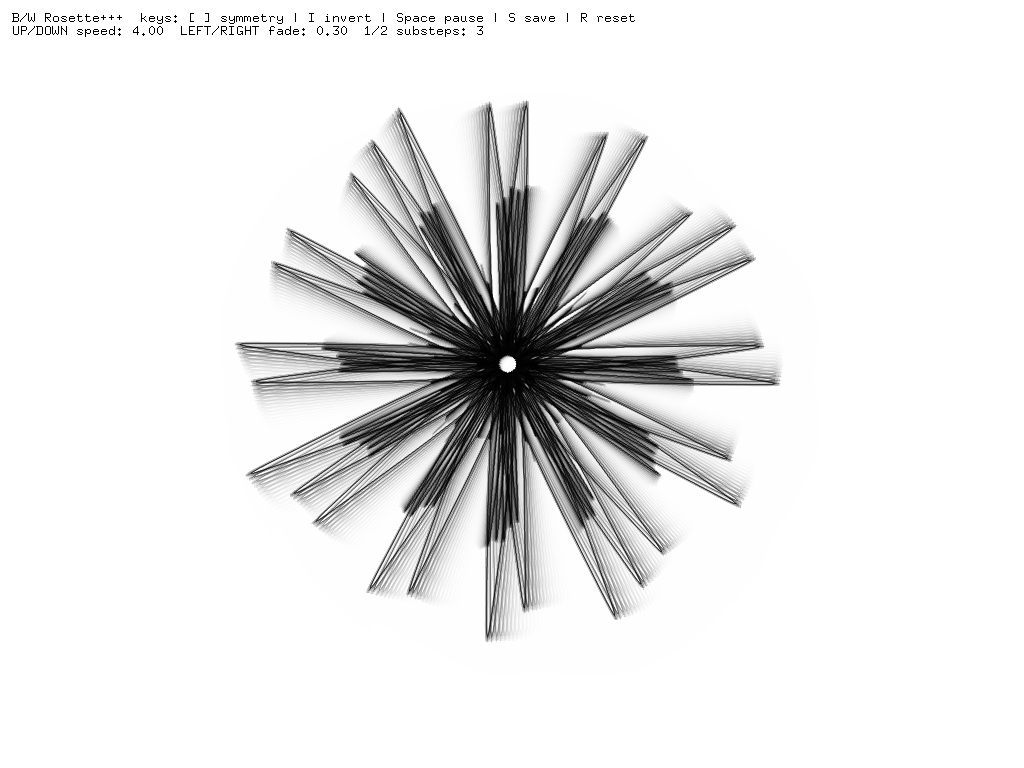 B/W Rosette+++  keys: [ ] symmetry | I invert | Space pause | S save | R reset
UP/DOWN speed: 4.00  LEFT/RIGHT fade: 0.30  1/2 substeps: 3